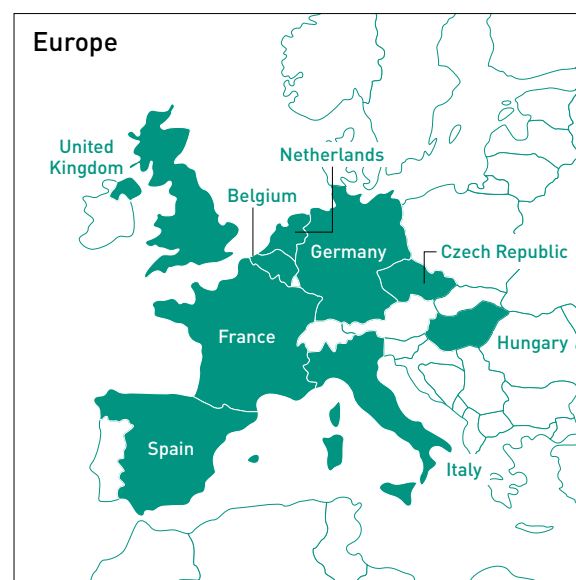 Europe
United
Kingdom
Netherlands
Belgium
Germany
Czech Republic
France
Hungary
Spain
Italy